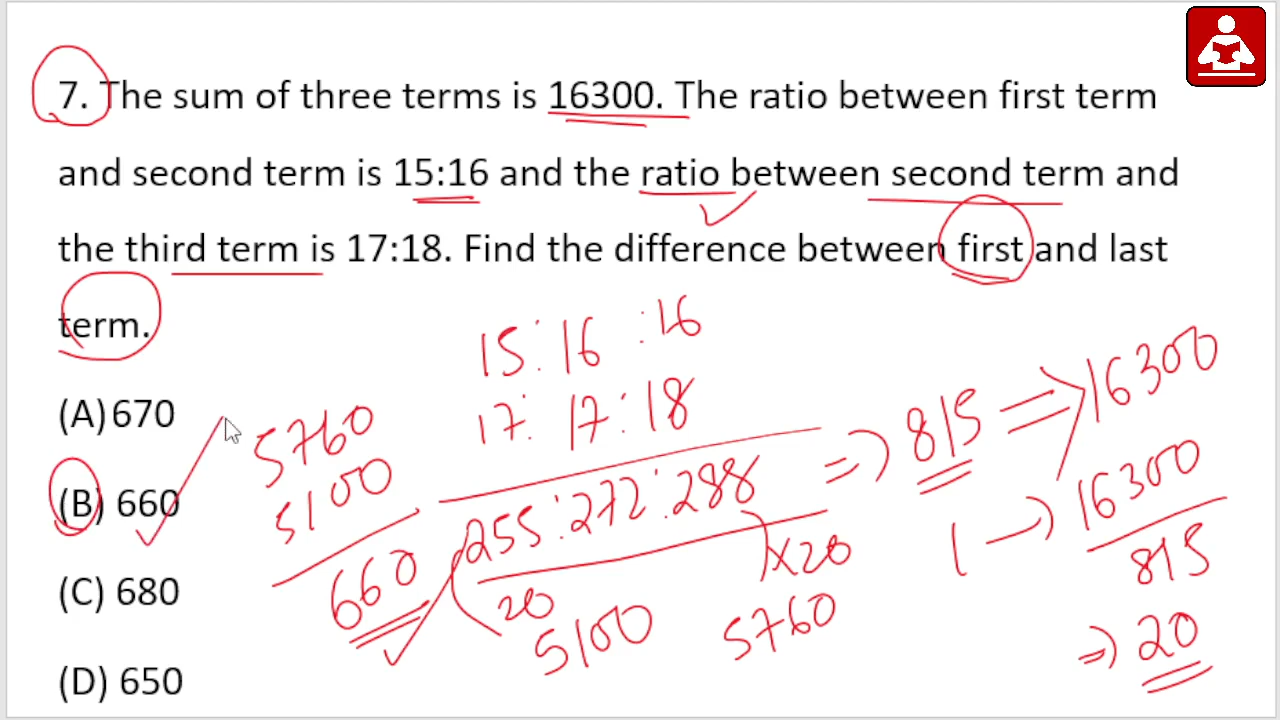 7. The sum of three terms is 16300. The ratio between first term
and second term is 15:16 and the ratio between second term and
the third term is 17:18. Find the difference between first and last
term.
(A) 670
(B) 660
(C) 680
(D) 650
15:16 :16
17: 17:18
255:272:288 => 815 => 16300
20
×20
5100
5760
5760
5100
660
1 → 16300
815
=> 20